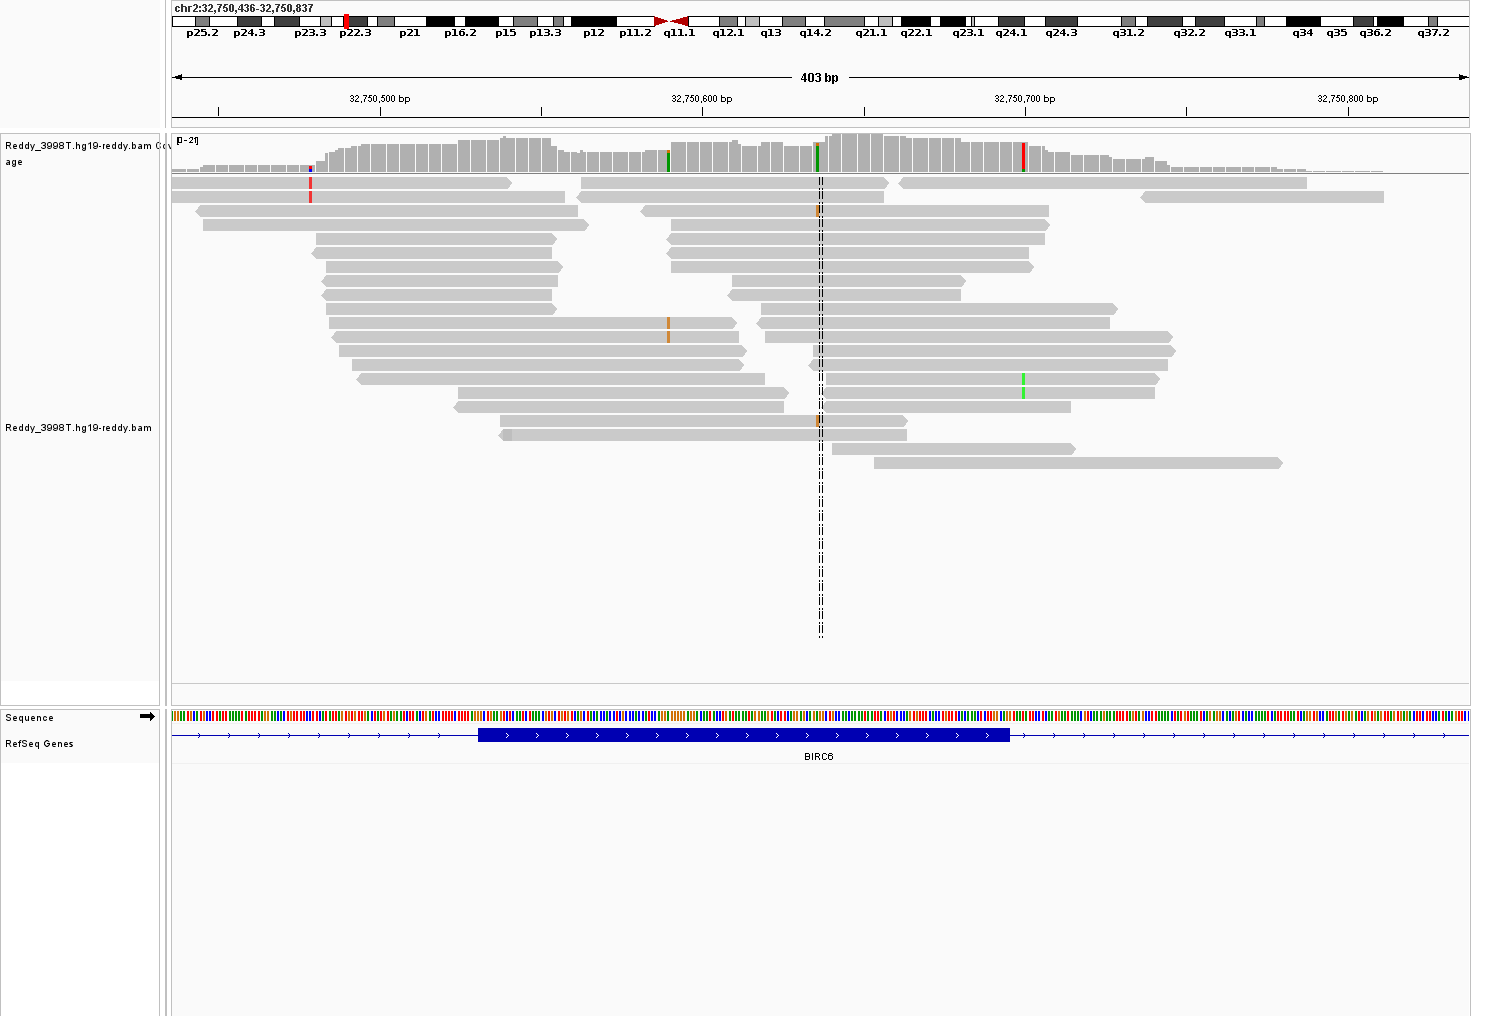 chr2:32,750,436-32,750,837
p25.2 p24.3 p23.3 p22.3 p21 p16.2 p15 p13.3 p12 p11.2 q11.1 q12.1 q13 q14.2 q21.1 q22.1 q23.1 q24.1 q24.3 q31.2 q32.2 q33.1 q34 q35 q36.2 q37.2
403 bp
32,750,500 bp 32,750,600 bp 32,750,700 bp 32,750,800 bp
[0-21]
Reddy_3998T.hg19-reddy.bam Cov
age
Reddy_3998T.hg19-reddy.bam
Sequence
RefSeq Genes
BIRC6